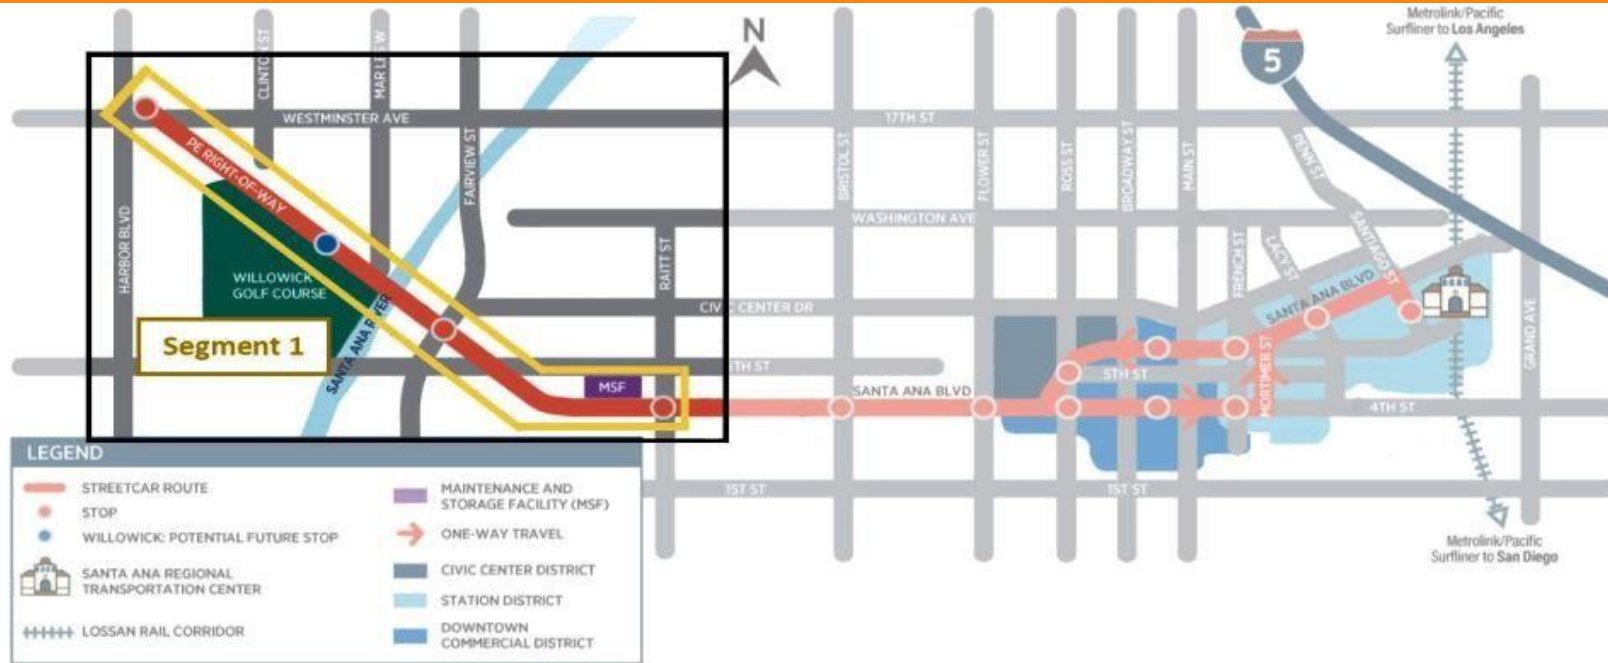 Metrolink/Pacific
Surfliner to Los Angeles
N
5
CLINTON ST
FAIRVIEW ST
WESTMINSTER AVE
17TH ST
PE RIGHT-OF-WAY
HARBOR BLVD
BRISTOL ST
FLOWER ST
ROSS ST
BROADWAY ST
MAIN ST
PENN ST
WASHINGTON AVE
SANTIAGO ST
RAITT ST
FRENCH ST
LACY ST
WILLOWICK
GOLF COURSE
SANTA ANA RIVER
CIVIC CENTER DR
SANTA ANA BLVD
GRAND AVE
Segment 1
5TH ST
MORTIMER ST
MSF
SANTA ANA BLVD
4TH ST
1ST ST
1ST ST
Metrolink/Pacific
Surfliner to San Diego
LEGEND
STREETCAR ROUTE
STOP
WILLOWICK: POTENTIAL FUTURE STOP
SANTA ANA REGIONAL
TRANSPORTATION CENTER
LOSSAN RAIL CORRIDOR
MAINTENANCE AND
STORAGE FACILITY (MSF)
ONE-WAY TRAVEL
CIVIC CENTER DISTRICT
STATION DISTRICT
DOWNTOWN
COMMERCIAL DISTRICT